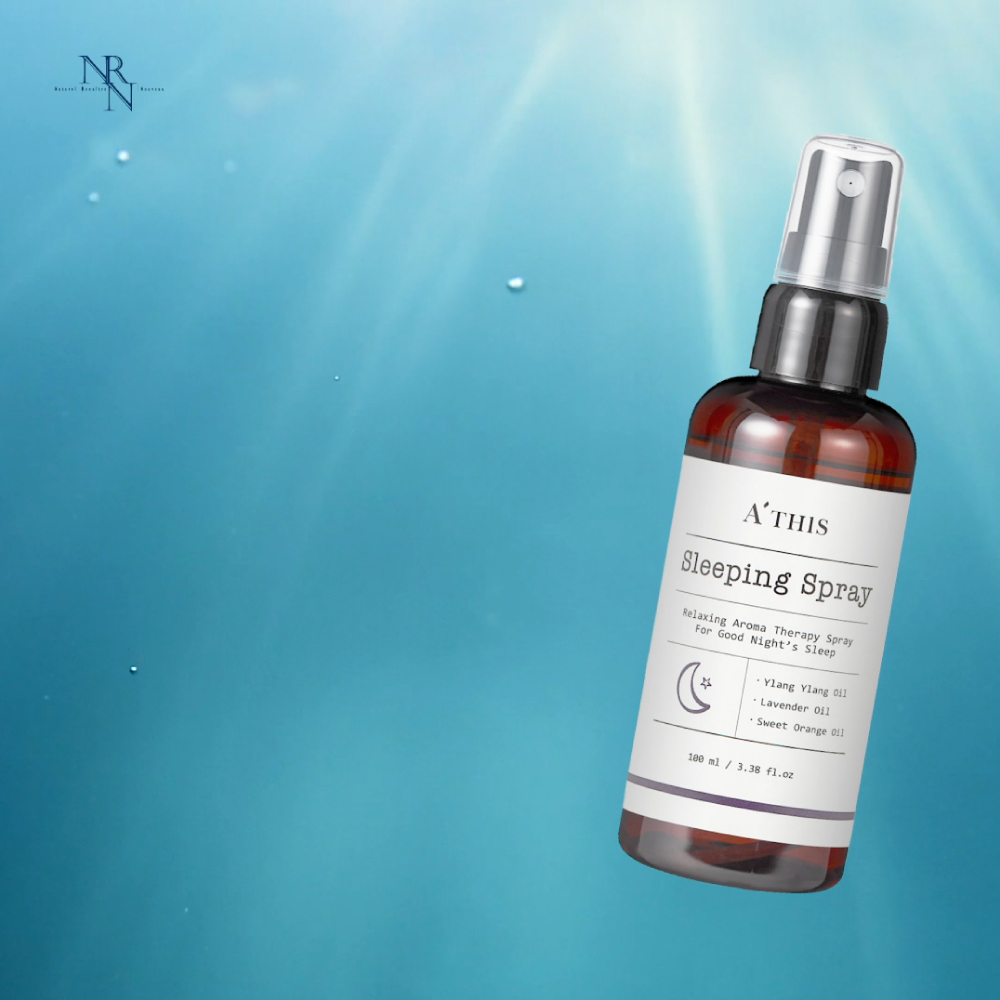 NRN
A'THIS
Sleeping Spray
Relaxing Aroma Therapy Spray
For Good Night's Sleep
· Ylang Ylang Oil
· Lavender Oil
· Sweet Orange Oil
100 ml / 3.38 fl.oz